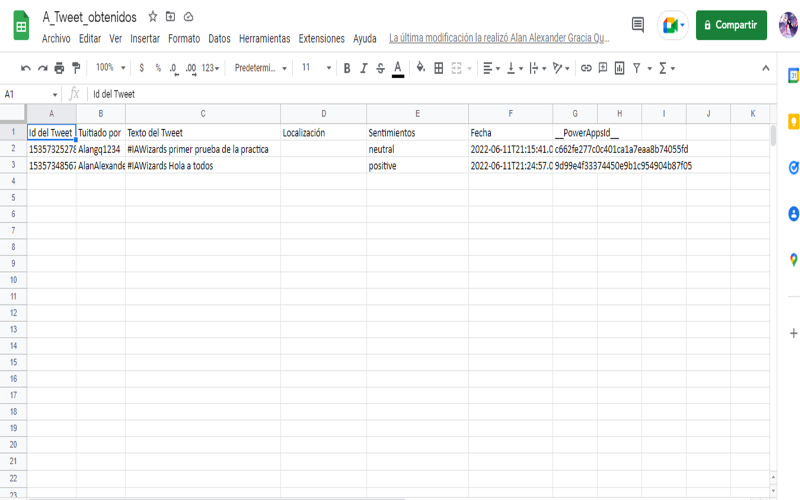 A_Tweet_obtenidos
Archivo Editar Ver Insertar Formato Datos Herramientas Extensiones Ayuda La última modificación la realizó Alan Alexander Gracia Qu...
Compartir
100% $ % .0 .00 123 Predetermi... 11 B I S A
A1 fx Id del Tweet
A B C D E F G H I J K
1 Id del Tweet Tuitiado por Texto del Tweet Localización Sentimientos Fecha __PowerAppsId__
2 15357325278 Alangq1234 #IAWizards primer prueba de la practica neutral 2022-06-11T21:15:41.0 c662fe277c0c401ca1a7eaa8b74055fd
3 15357348567 AlanAlexande #IAWizards Hola a todos positive 2022-06-11T21:24:57.0 9d99e4f33374450e9b1c954904b87f05
4
5
6
7
8
9
10
11
12
13
14
15
16
17
18
19
20
21
22
23